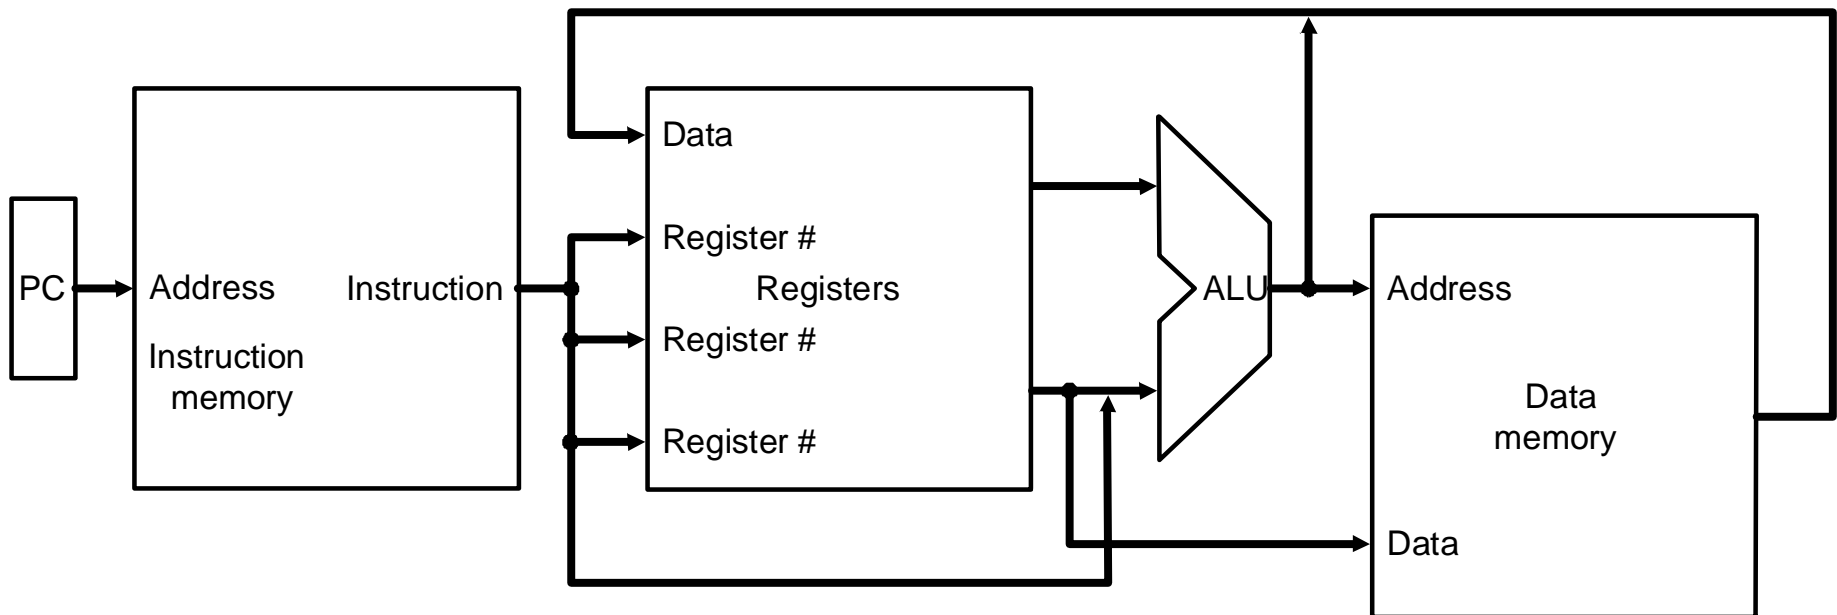 PC
Address
Instruction
Instruction
memory
Data
Register #
Registers
Register #
Register #
ALU
Address
Data
memory
Data